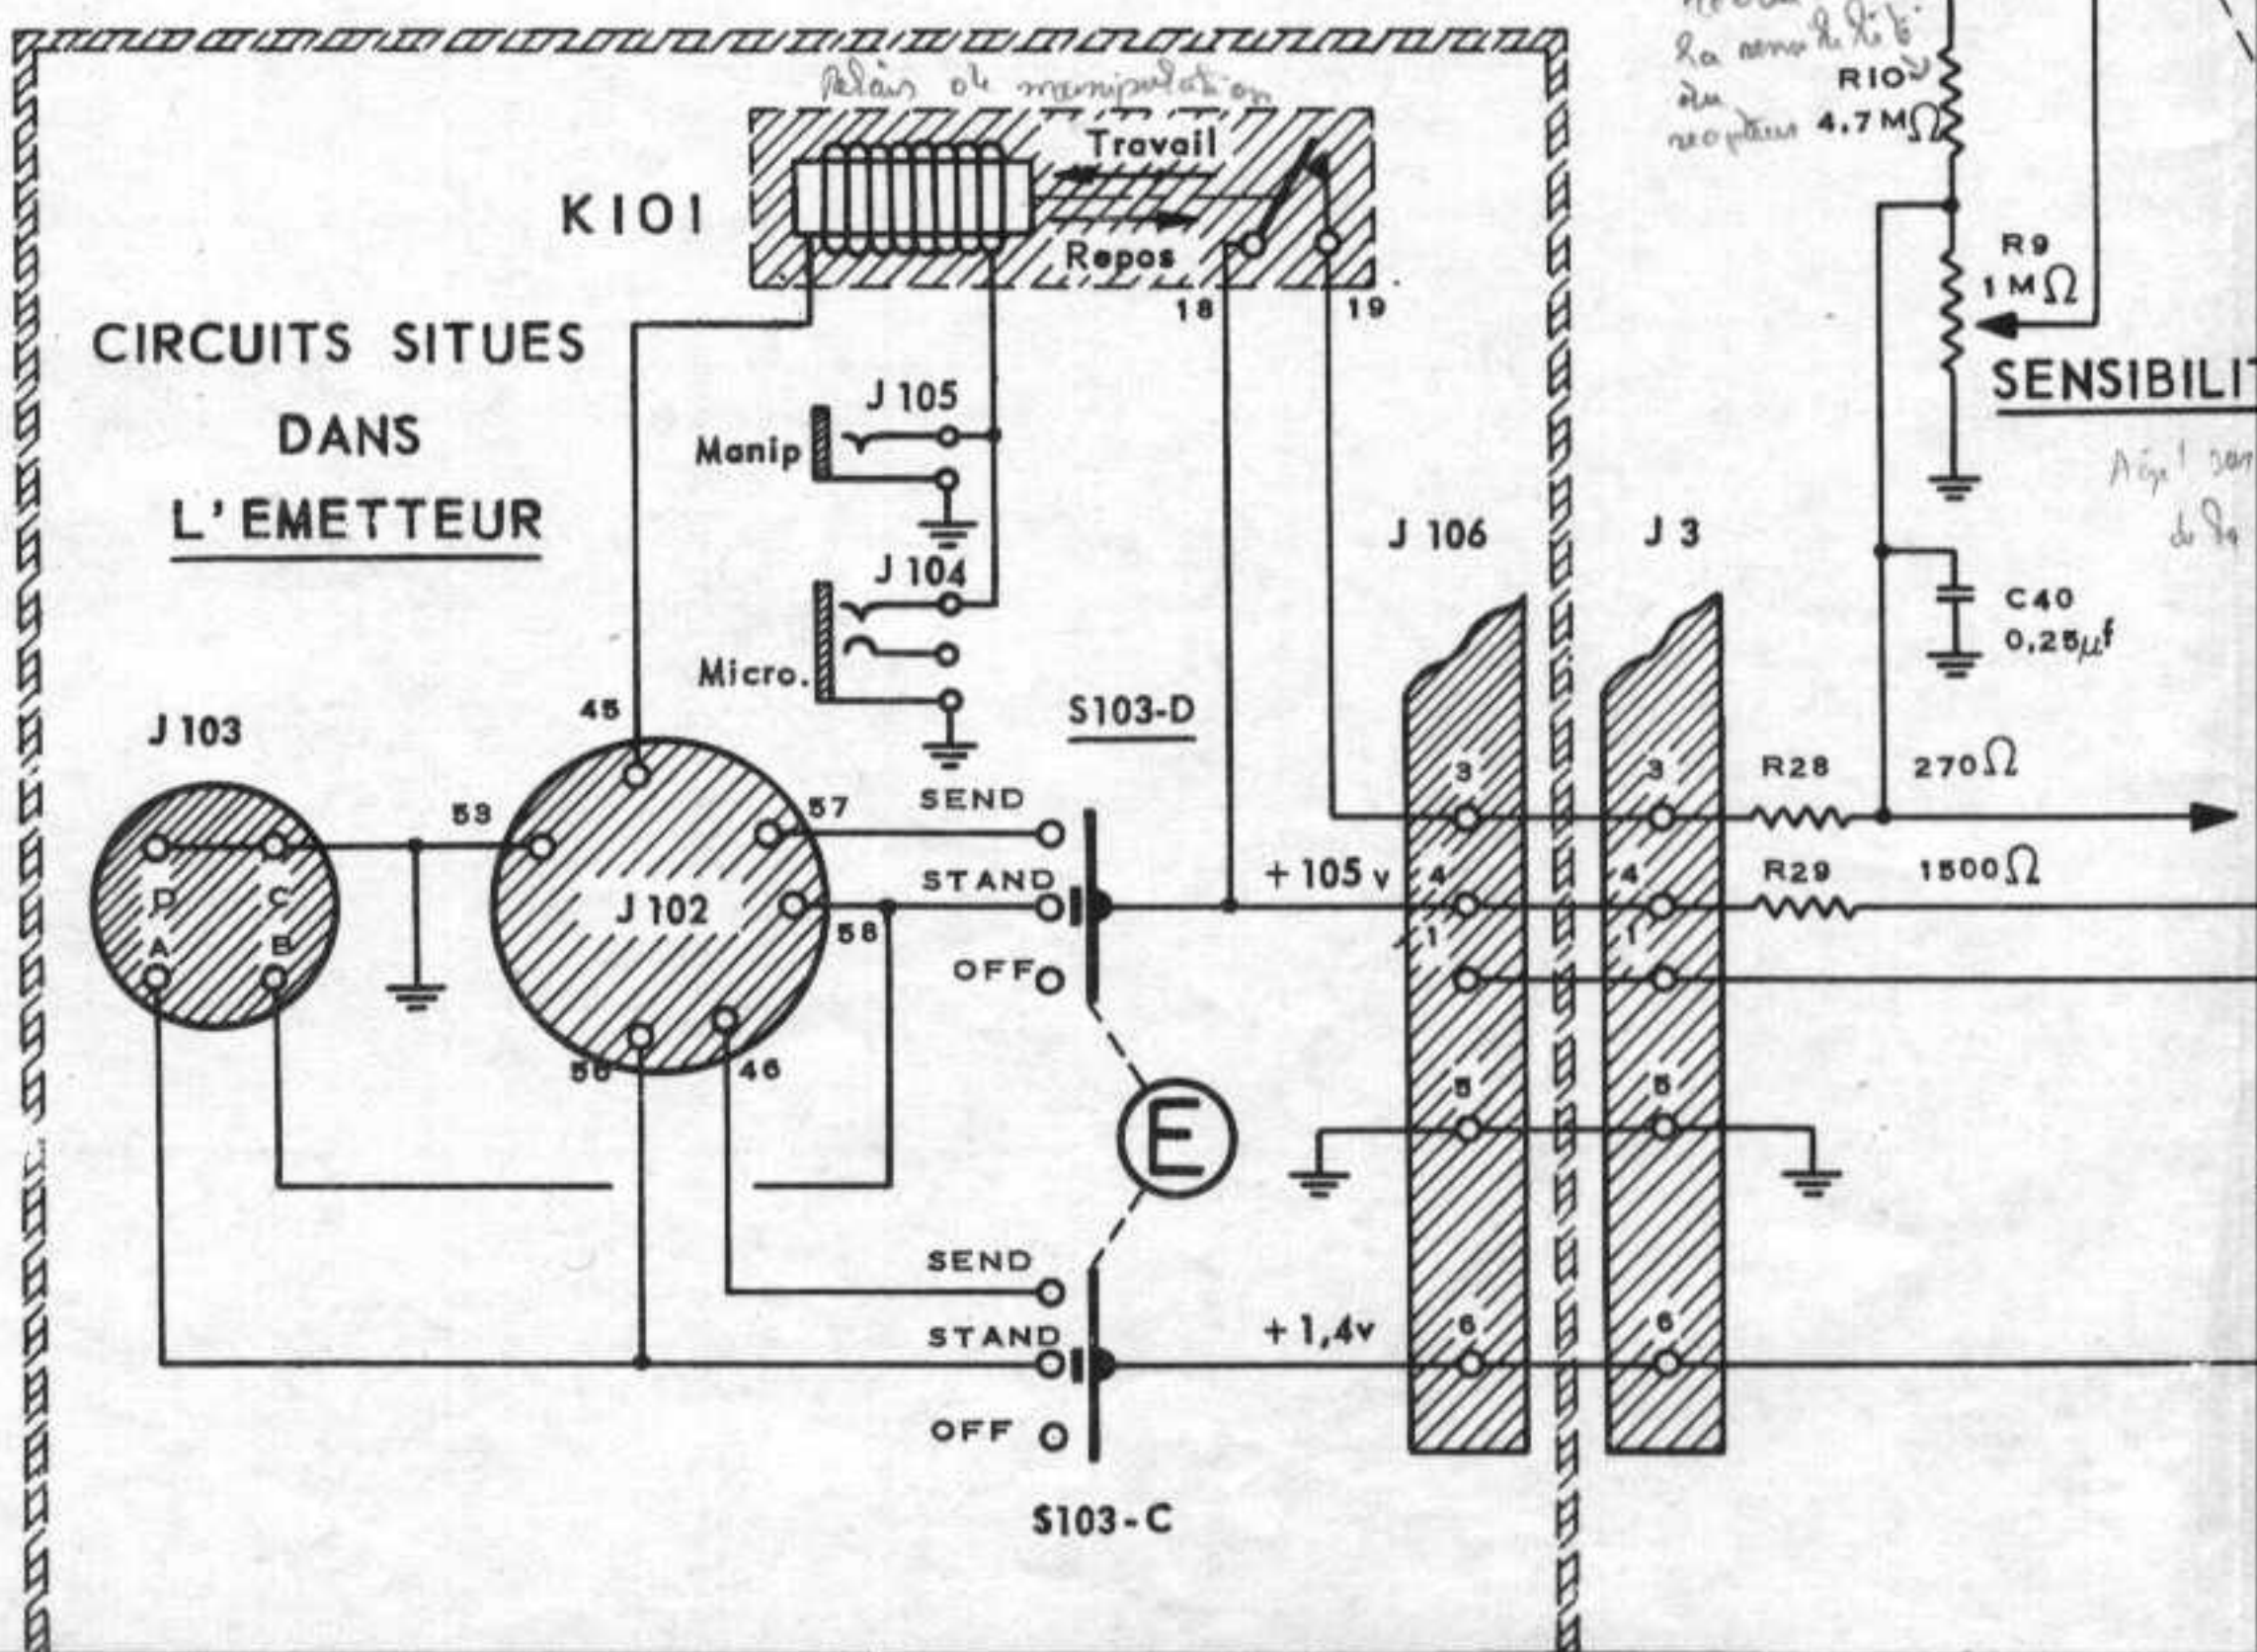 Relais de manipulation
K101
Travail
Repos
18
19
CIRCUITS SITUES
DANS
L'EMETTEUR
J 105
Manip
J 104
Micro.
R10
du
4,7 MΩ
R9
1 MΩ
SENSIBILIT
J 106
J 3
C40
0,25µf
S103-D
J 103
45
53
57
SEND
STAND
OFF
58
J 102
D
C
A
B
56
46
+ 105 v
3
4
1
5
6
3
4
1
5
6
R28
270Ω
R29
1500Ω
E
SEND
STAND
OFF
+ 1,4v
S103-C